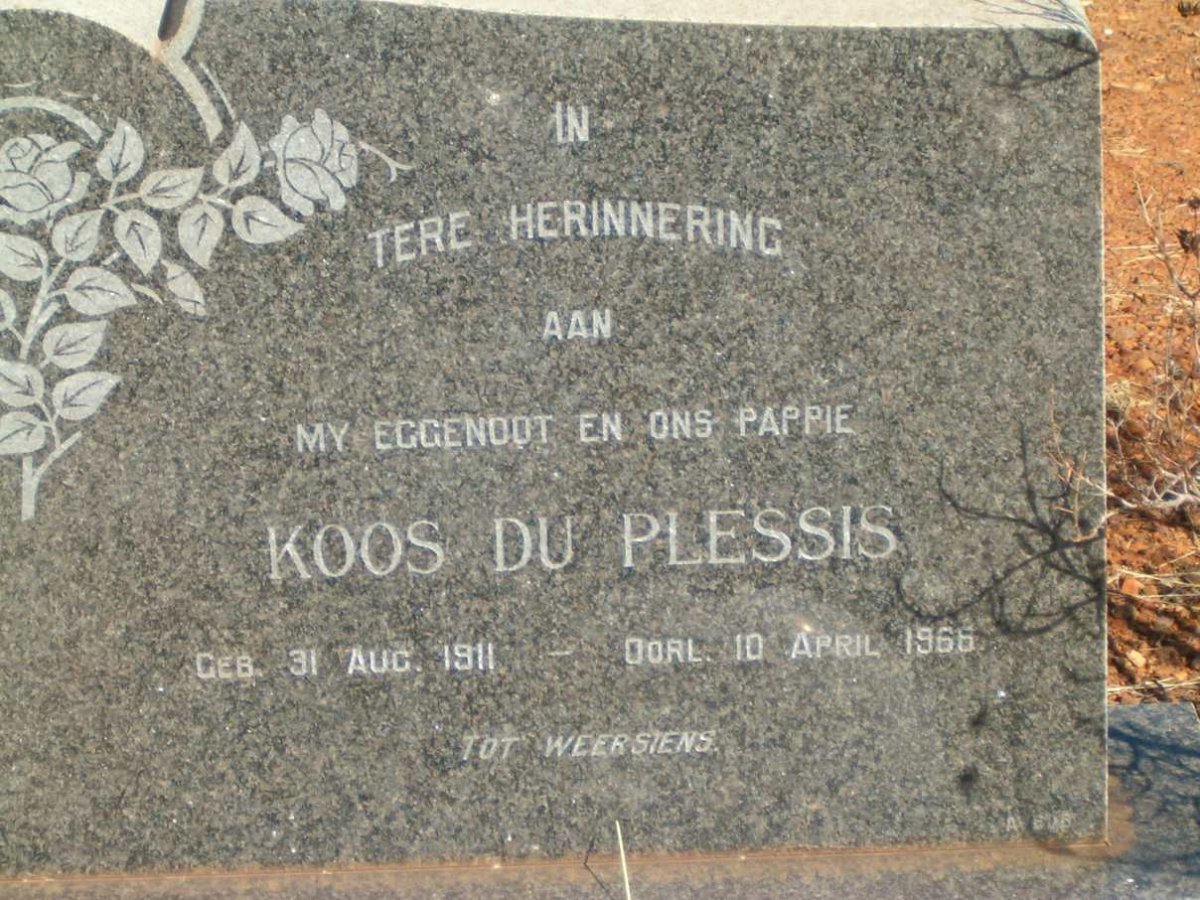 IN
TERE HERINNERING
AAN
MY EGGENOOT EN ONS PAPPIE
KOOS DU PLESSIS
GEB. 31 AUG. 1911 – OORL. 10 APRIL 1966.
TOT WEERSIENS.